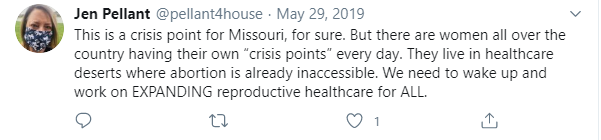 Jen Pellant @pellant4house · May 29, 2019
This is a crisis point for Missouri, for sure. But there are women all over the
country having their own “crisis points” every day. They live in healthcare
deserts where abortion is already inaccessible. We need to wake up and
work on EXPANDING reproductive healthcare for ALL.
1